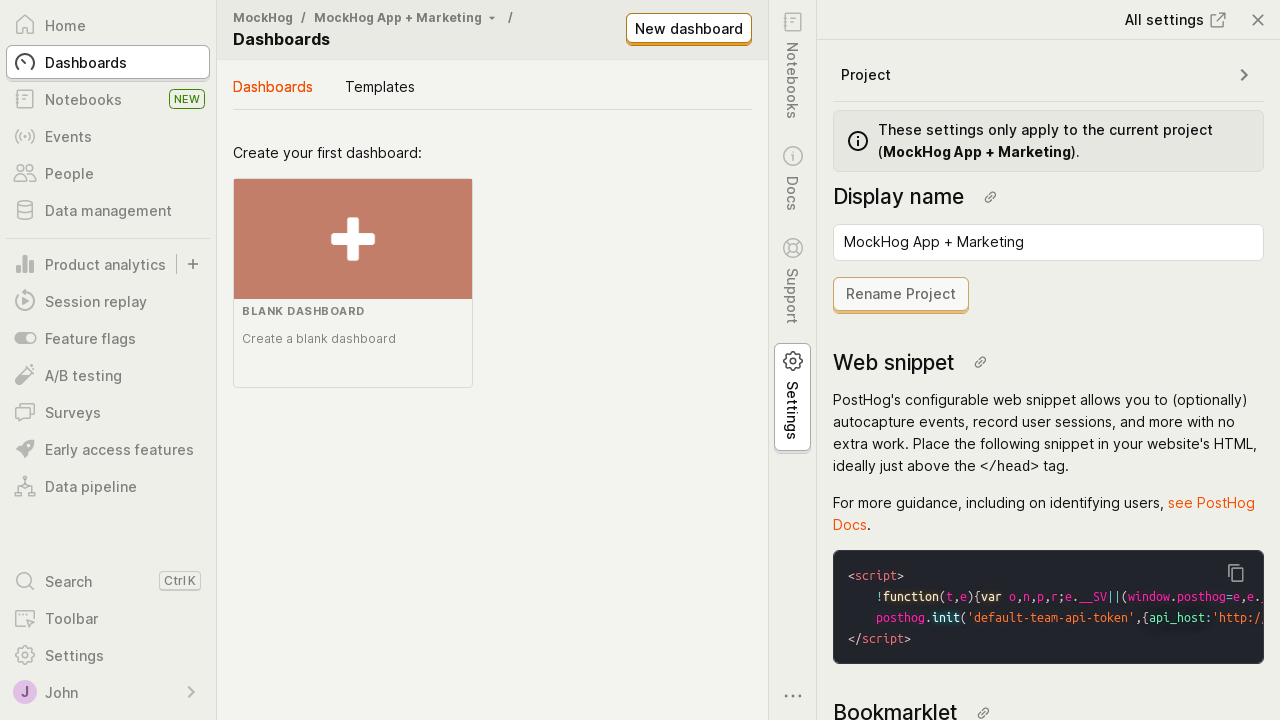 Home
Dashboards
Notebooks
NEW
Events
People
Data management
Product analytics
Session replay
Feature flags
A/B testing
Surveys
Early access features
Data pipeline
Search
Ctrl K
Toolbar
Settings
J
John
MockHog / MockHog App + Marketing /
Dashboards
New dashboard
Dashboards
Templates
Create your first dashboard:
BLANK DASHBOARD
Create a blank dashboard
Notebooks
Docs
Support
Settings
All settings
Project
These settings only apply to the current project
(MockHog App + Marketing).
Display name
MockHog App + Marketing
Rename Project
Web snippet
PostHog's configurable web snippet allows you to (optionally)
autocapture events, record user sessions, and more with no
extra work. Place the following snippet in your website's HTML,
ideally just above the </head> tag.
For more guidance, including on identifying users, see PostHog
Docs.
<script>
!function(t,e){var o,n,p,r;e.__SV||(window.posthog=e,e._
posthog.init('default-team-api-token',{api_host:'http:/
</script>
Bookmarklet